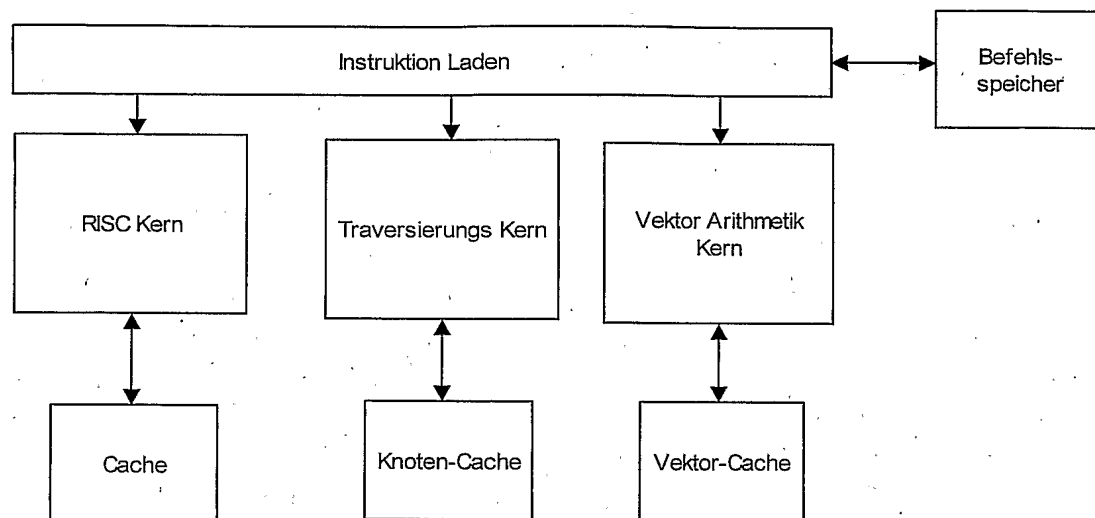 Instruktion Laden
Befehls-
speicher
RISC Kern
Traversierungs Kern
Vektor Arithmetik
Kern
Cache
Knoten-Cache
Vektor-Cache